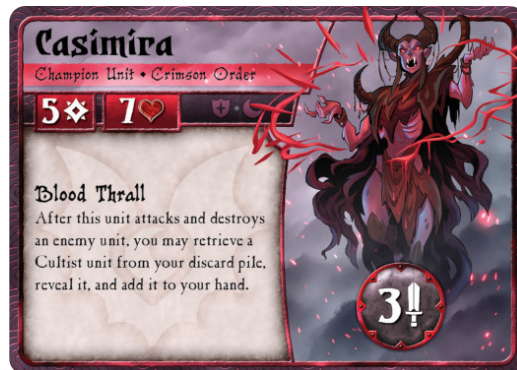 Casimira
Champion Unit • Crimson Order
5 7
Blood Thrall
After this unit attacks and destroys
an enemy unit, you may retrieve a
Cultist unit from your discard pile,
reveal it, and add it to your hand.
3